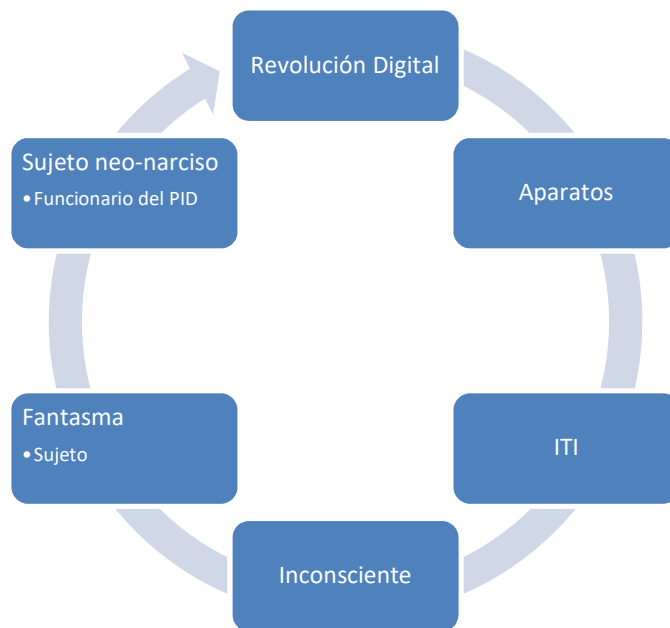 Revolución Digital
Aparatos
ITI
Inconsciente
Fantasma
•Sujeto
Sujeto neo-narciso
•Funcionario del PID